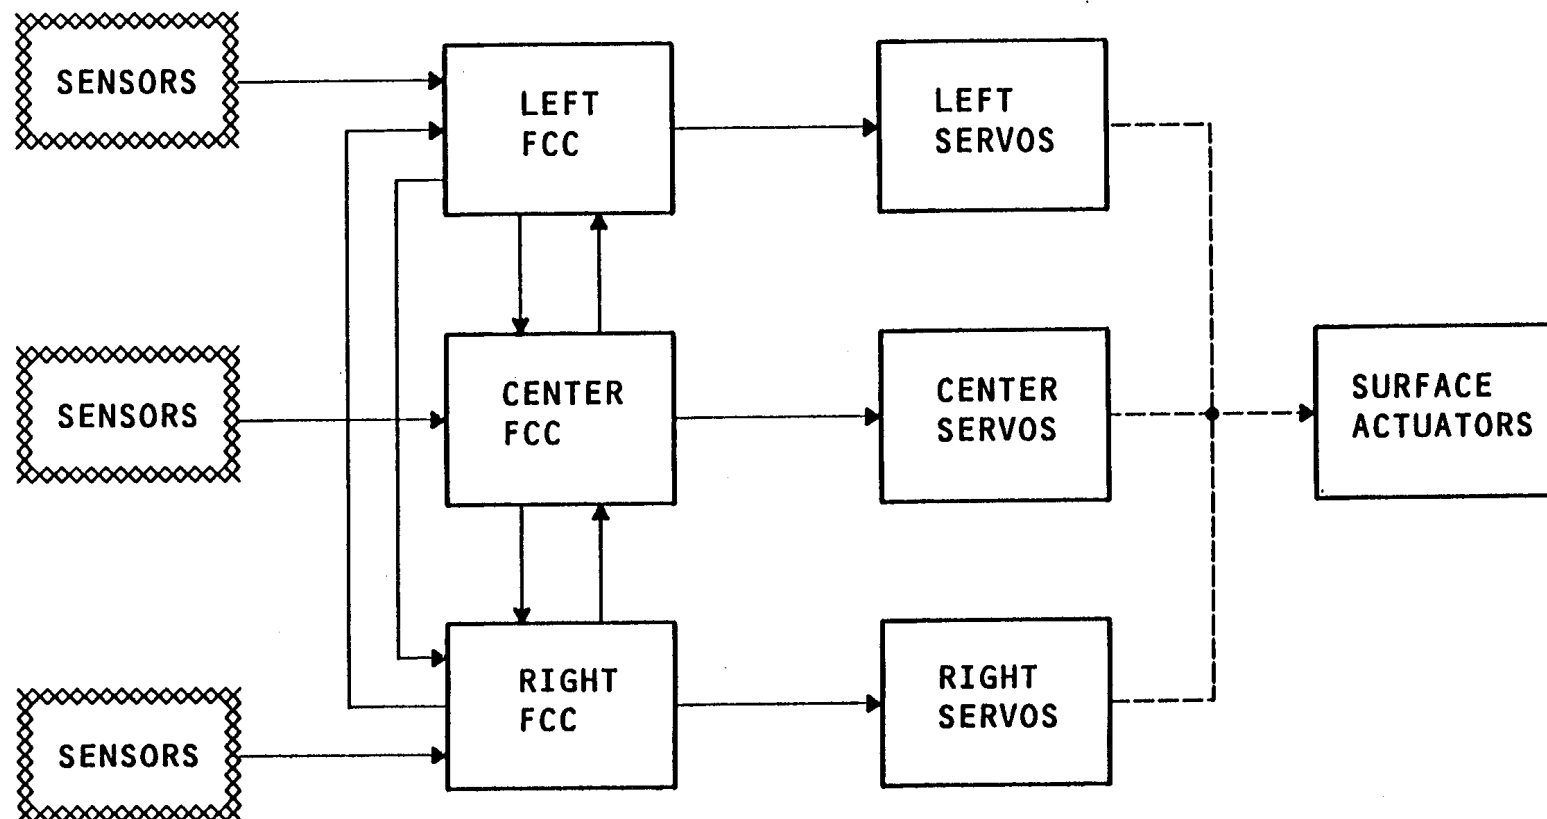 SENSORS
LEFT
FCC
LEFT
SERVOS
SENSORS
CENTER
FCC
CENTER
SERVOS
SURFACE
ACTUATORS
SENSORS
RIGHT
FCC
RIGHT
SERVOS